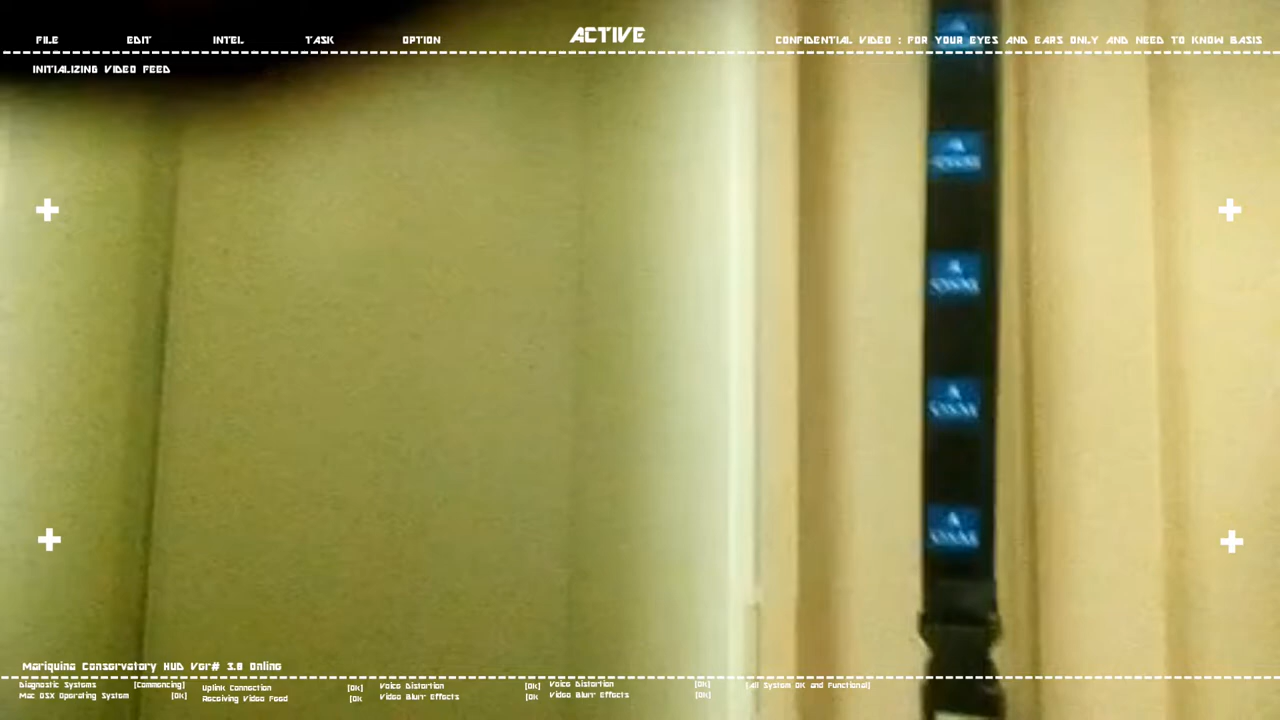 FILE EDIT INTEL TASK OPTION
ACTIVE
CONFIDENTIAL VIDEO : FOR YOUR EYES AND EARS ONLY AND NEED TO KNOW BASIS
INITIALIZING VIDEO FEED
Mariquina Conservatory HUD Ver# 3.0 Online
Diagnostic Systems [Commencing]
Mac OSX Operating System [OK]
Uplink Connection [OK]
Receiving Video Feed [OK
Voice Distortion [OK]
Video Blurr Effects [OK
Voice Distortion [OK]
Video Blurr Effects [OK]
[All System OK and Functional]